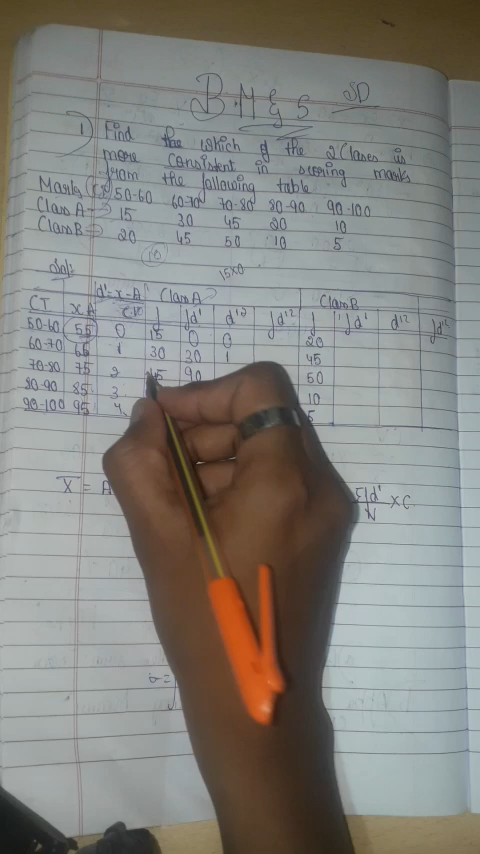 B.M & S SD
1) Find the which of the 2 Classes is
more consistent in scoring marks
from the following table
Marks (CI) 50-60 60-70 70-80 80-90 90-100
Class A → 15 30 45 20 10
Class B → 20 45 50 10 5
10
15x0
Sol:
d'= x-A Class A Class B
CI X A C.V f fd' d'² fd'² f fd' d'² fd'²
50-60 55 0 15 0 0 20
60-70 65 1 30 30 1 45
70-80 75 2 45 90 50
80-90 85 3 10
90-100 95 4 5
X = A Σfd' x C
N
σ =